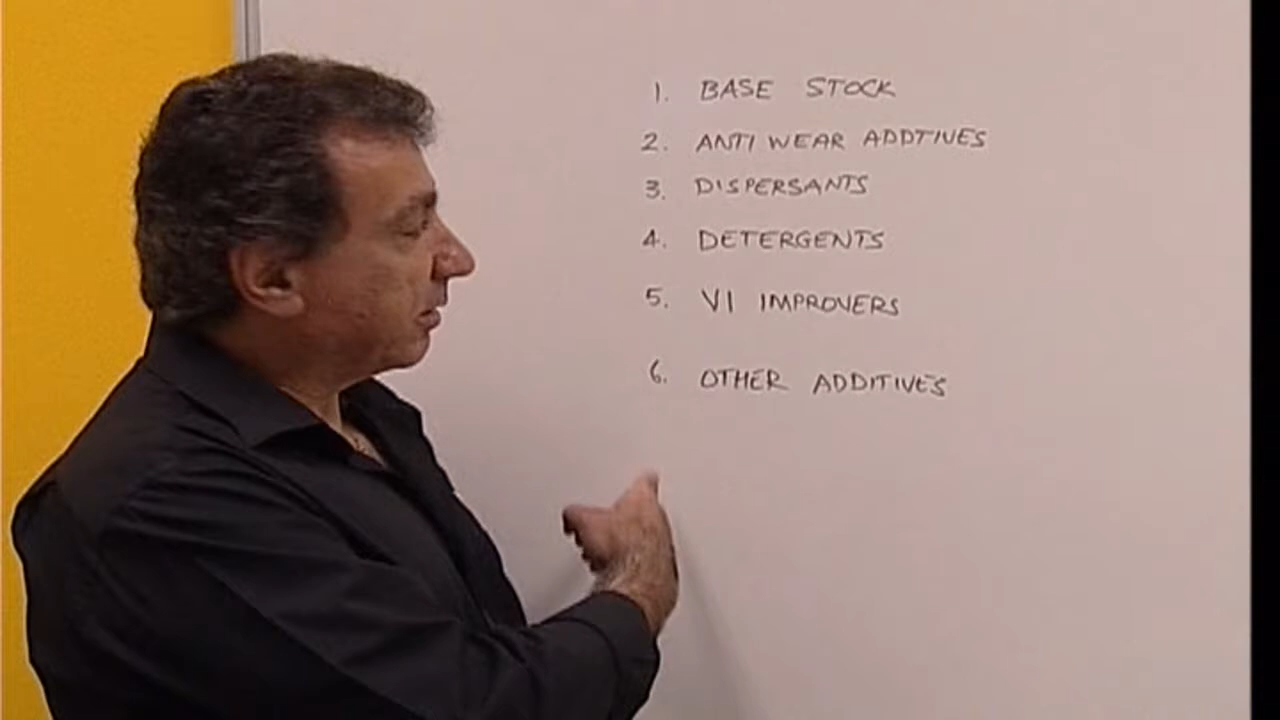 1. BASE STOCK
2. ANTI WEAR ADDTIVES
3. DISPERSANTS
4. DETERGENTS
5. VI IMPROVERS
6. OTHER ADDITIVES